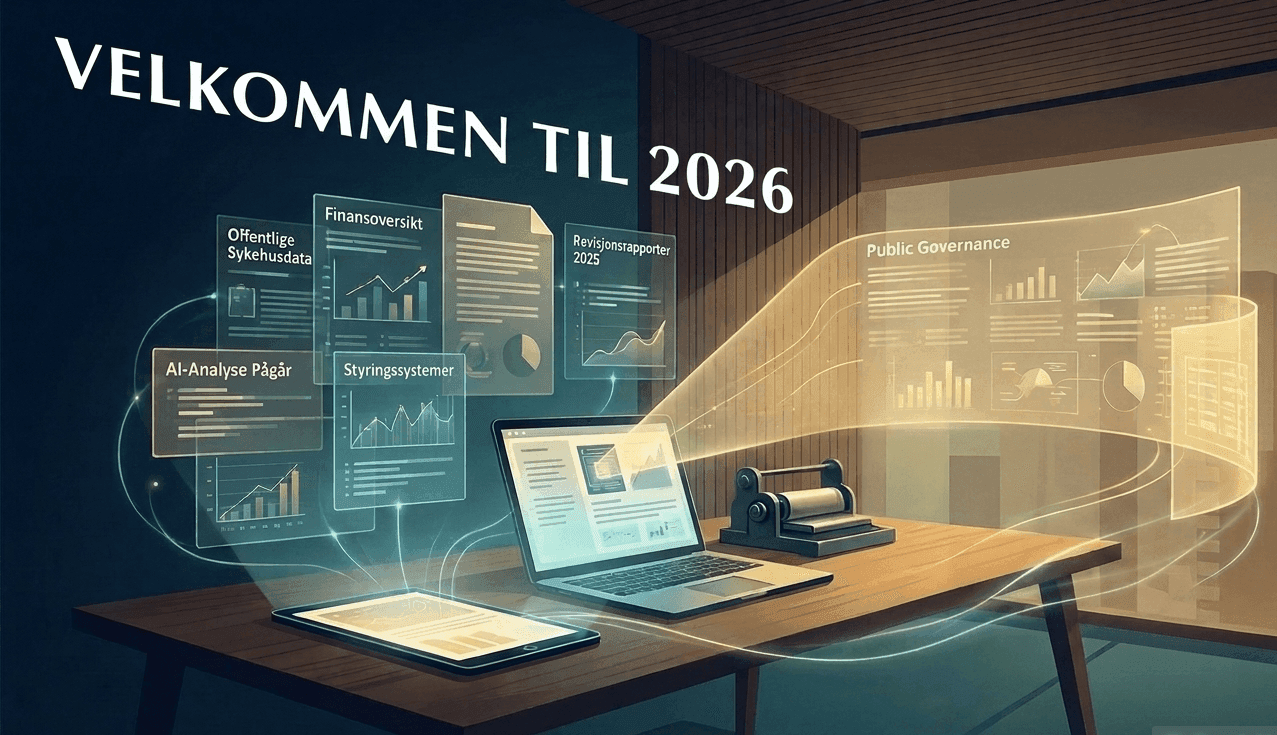 VELKOMMEN TIL 2026
Offentlige
Sykehusdata
Finansoversikt
Revisjonsrapporter
2025
AI-Analyse Pågår
Styringssystemer
Public Governance